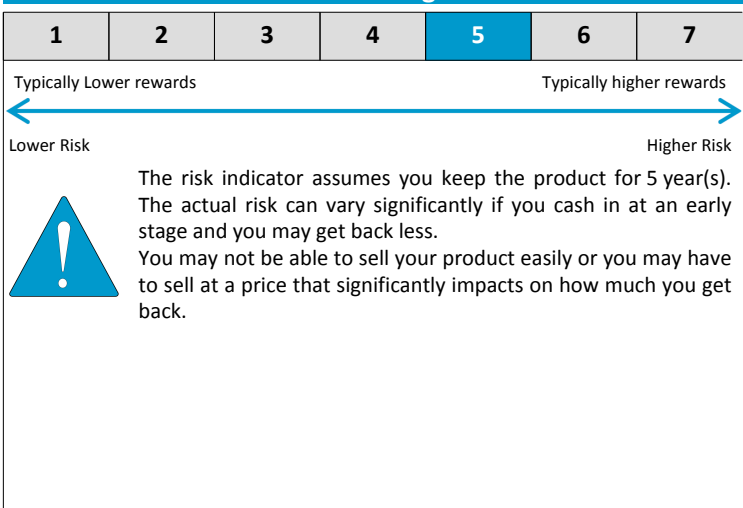 1 2 3 4 5 6 7
Typically Lower rewards Typically higher rewards
Lower Risk Higher Risk
The risk indicator assumes you keep the product for 5 year(s).
The actual risk can vary significantly if you cash in at an early
stage and you may get back less.
You may not be able to sell your product easily or you may have
to sell at a price that significantly impacts on how much you get
back.